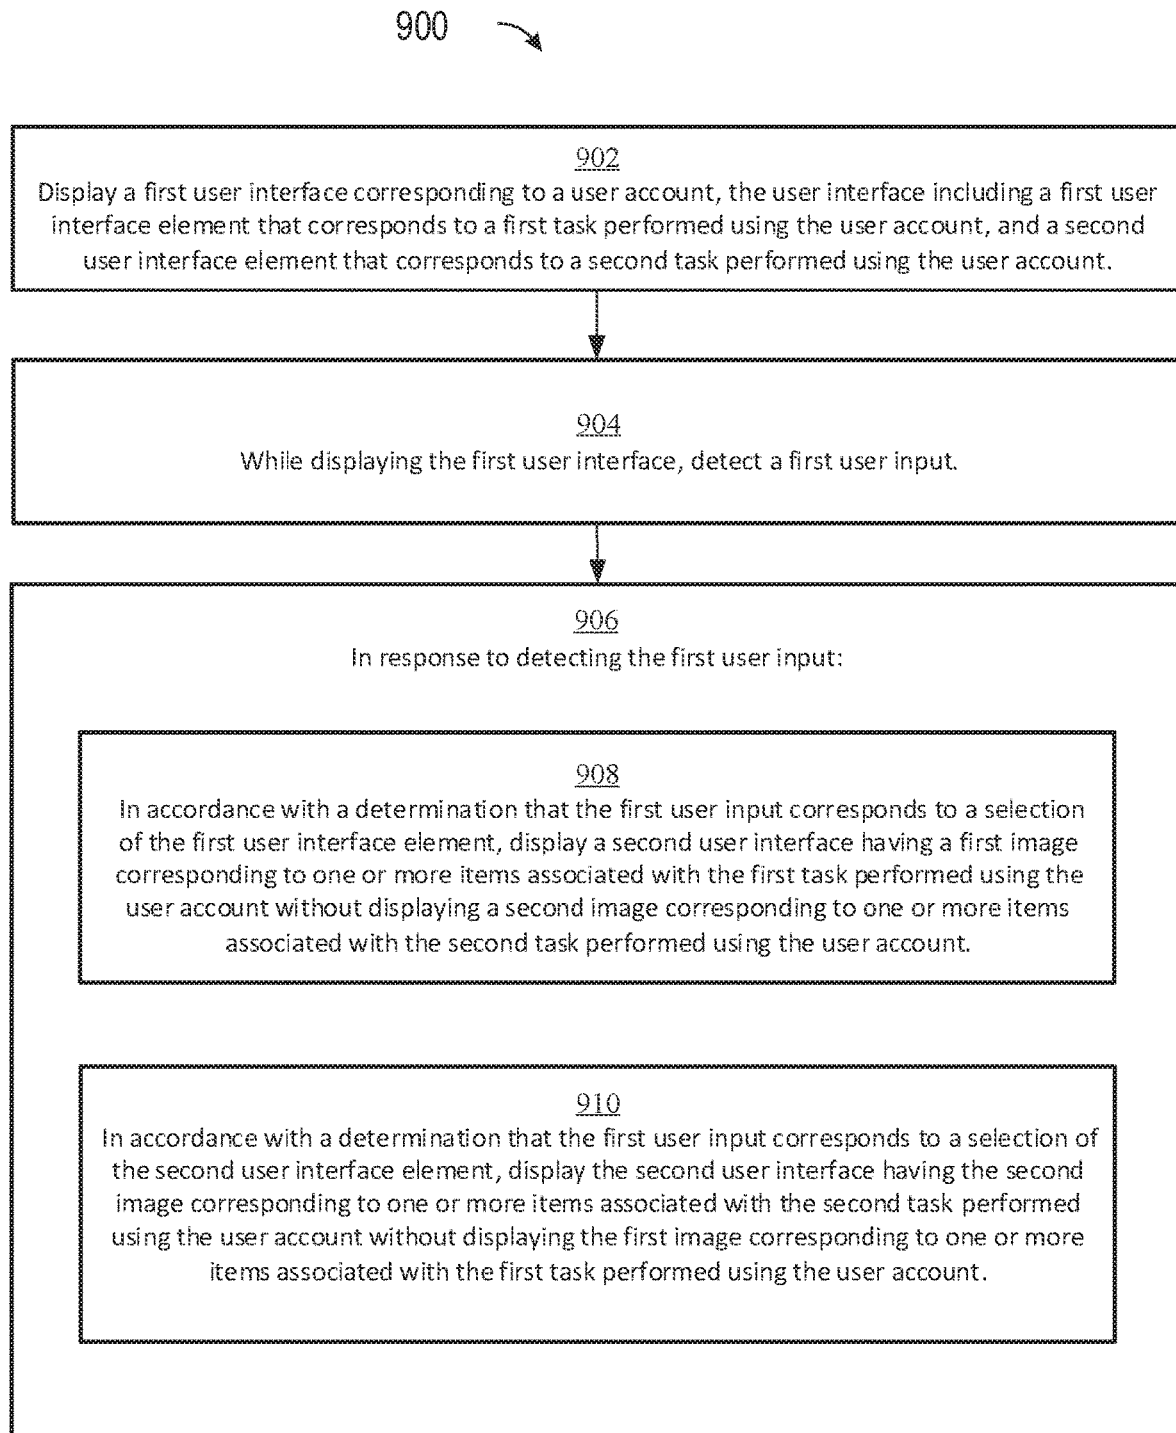 900
902
Display a first user interface corresponding to a user account, the user interface including a first user
interface element that corresponds to a first task performed using the user account, and a second
user interface element that corresponds to a second task performed using the user account.
904
While displaying the first user interface, detect a first user input.
906
In response to detecting the first user input:
908
In accordance with a determination that the first user input corresponds to a selection
of the first user interface element, display a second user interface having a first image
corresponding to one or more items associated with the first task performed using the
user account without displaying a second image corresponding to one or more items
associated with the second task performed using the user account.
910
In accordance with a determination that the first user input corresponds to a selection of
the second user interface element, display the second user interface having the second
image corresponding to one or more items associated with the second task performed
using the user account without displaying the first image corresponding to one or more
items associated with the first task performed using the user account.